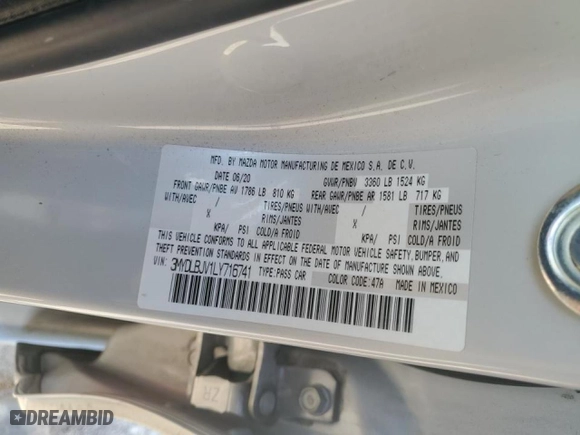 MFD. BY MAZDA MOTOR MANUFACTURING DE MEXICO S.A. DE C.V.
DATE 06/20 GVWR/PNBV 3360 LB 1524 KG
FRONT GAWR/PNBE AV 1786 LB 810 KG REAR GAWR/PNBE AR 1581 LB 717 KG
WITH/AVEC / TIRES/PNEUS WITH/AVEC / TIRES/PNEUS
X RIMS/JANTES X RIMS/JANTES
KPA/ PSI COLD/A FROID KPA/ PSI COLD/A FROID
THIS VEHICLE CONFORMS TO ALL APPLICABLE FEDERAL MOTOR VEHICLE SAFETY, BUMPER, AND
THEFT PREVENTION STANDARDS IN EFFECT ON THE DATE OF MANUFACTURE SHOWN ABOVE.
VIN: 3MYDLBJV1LY716741 TYPE: PASS CAR COLOR CODE: 47A MADE IN MEXICO
ZR
DREAMBID